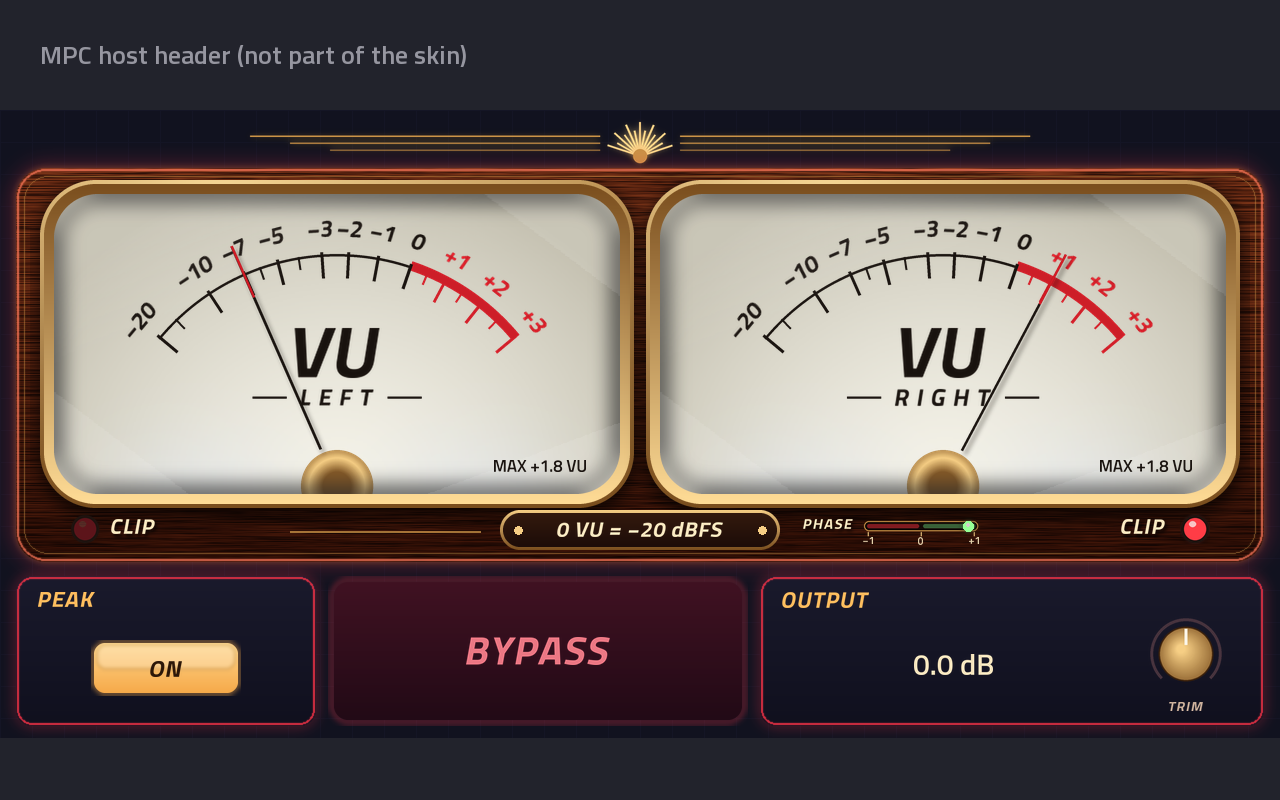 MPC host header (not part of the skin)
−20 −10 −7 −5 −3 −2 −1 0 +1 +2 +3
VU
LEFT
MAX +1.8 VU
−20 −10 −7 −5 −3 −2 −1 0 +1 +2 +3
VU
RIGHT
MAX +1.8 VU
CLIP
0 VU = −20 dBFS
PHASE
−1 0 +1
CLIP
PEAK
ON
BYPASS
OUTPUT
0.0 dB
TRIM